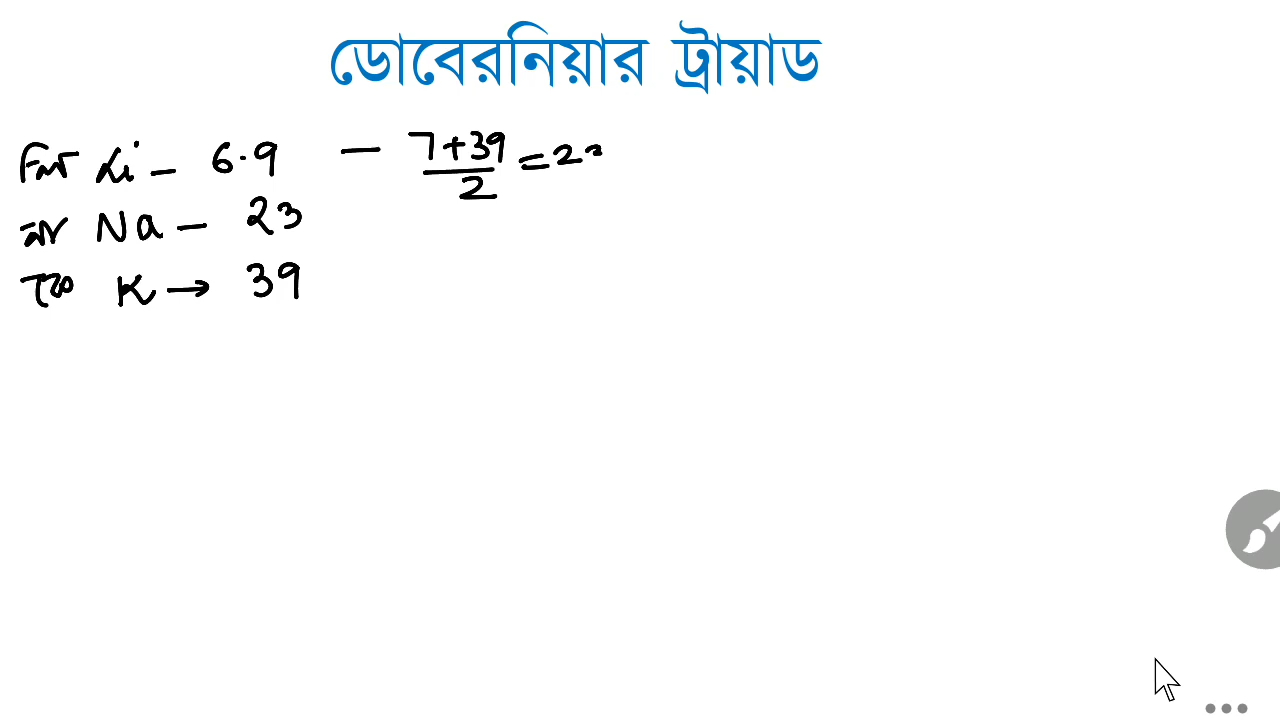 ডোবেরনিয়ার ট্রায়াড
Li - 6.9 - 7+39/2 = 23
Na - 23
K → 39